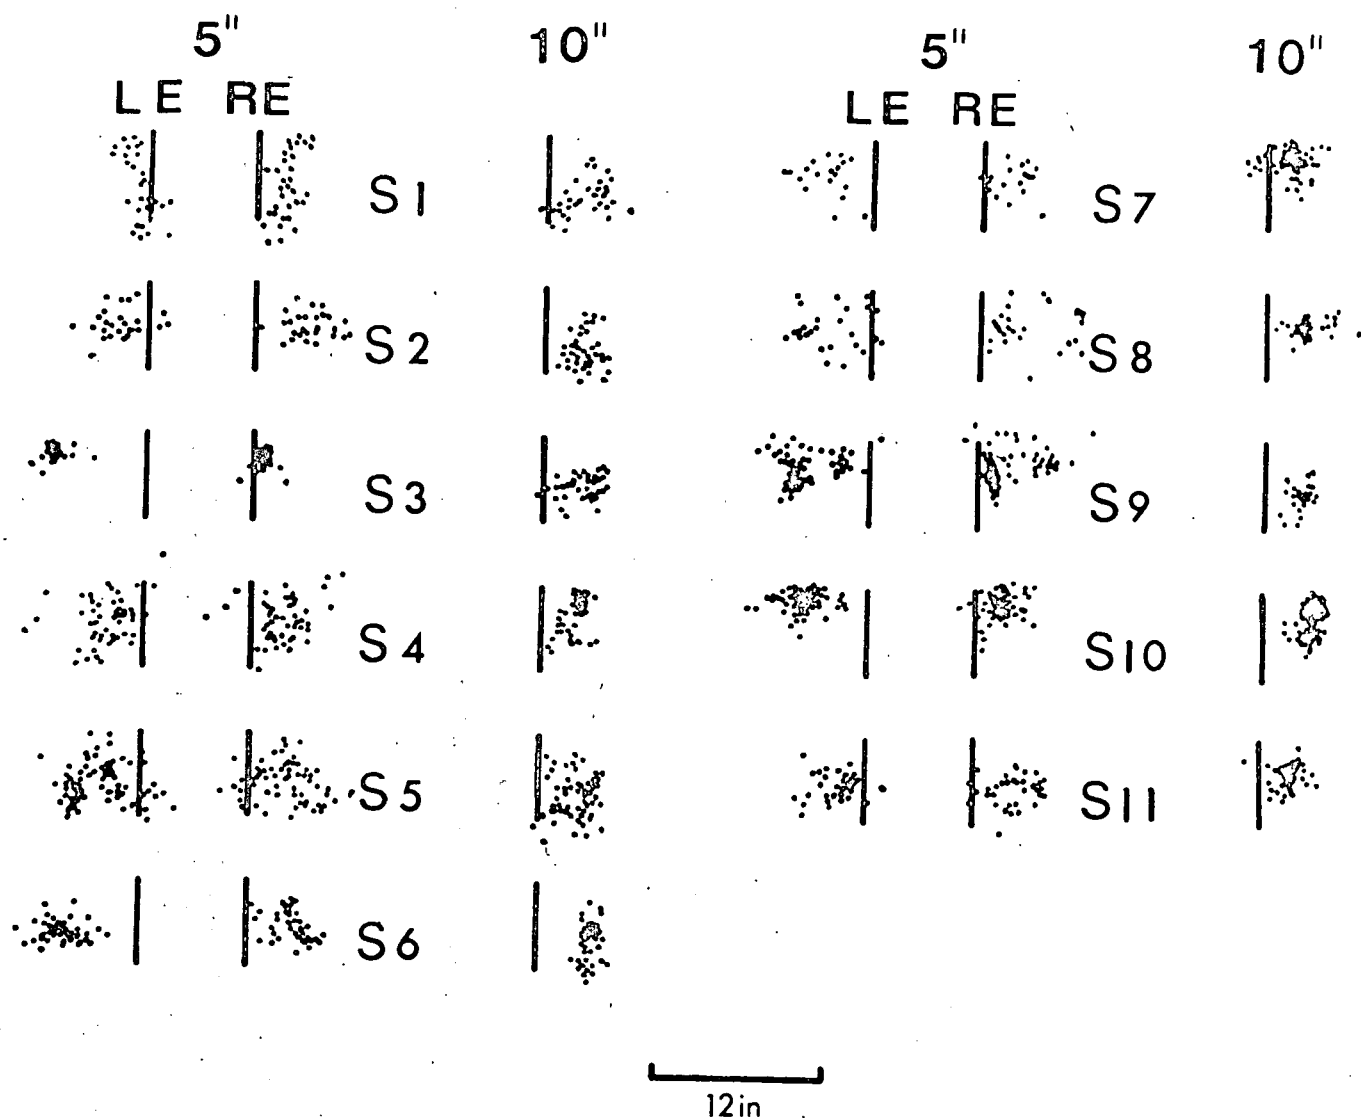 5" 10" 5" 10"
LE RE LE RE
S1 S7
S2 S8
S3 S9
S4 S10
S5 S11
S6
12in